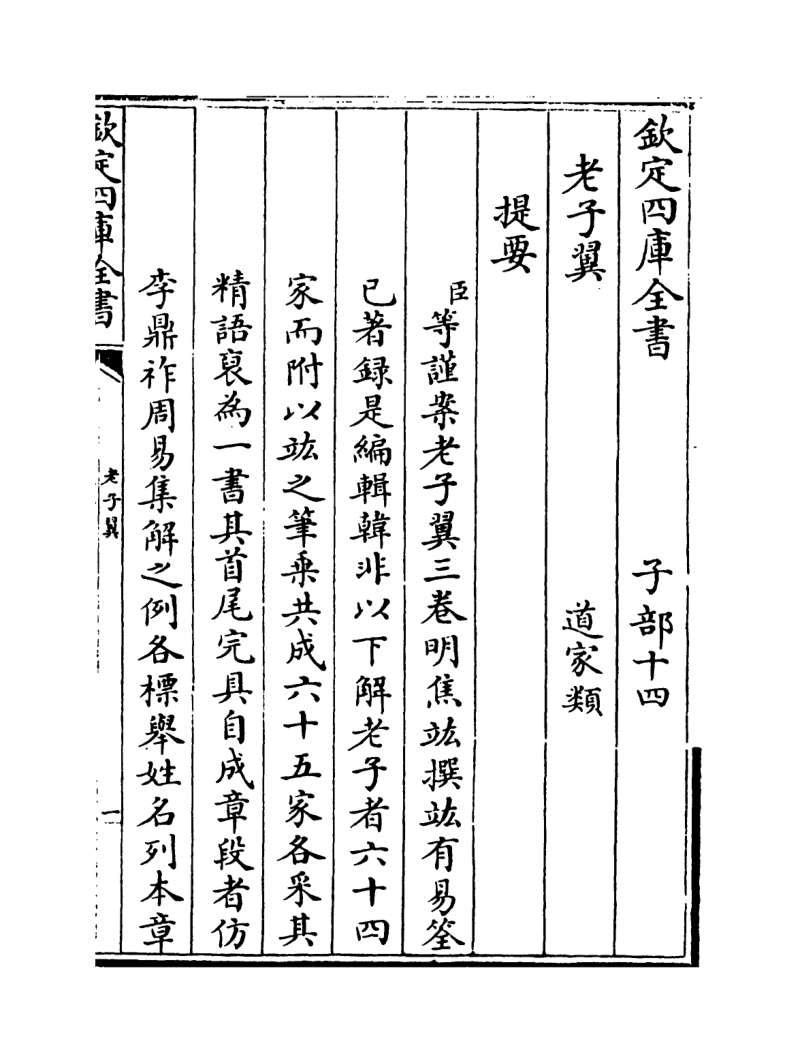 欽定四庫全書　子部十四
老子翼　道家類
提要
臣等謹案老子翼三卷明焦竑撰竑有易筌
已著録是編輯韓非以下解老子者六十四
家而附以竑之筆乗共成六十五家各采其
精語裒為一書其首尾完具自成章段者仿
李鼎祚周易集解之例各標舉姓名列本章
欽定四庫全書
老子翼
一